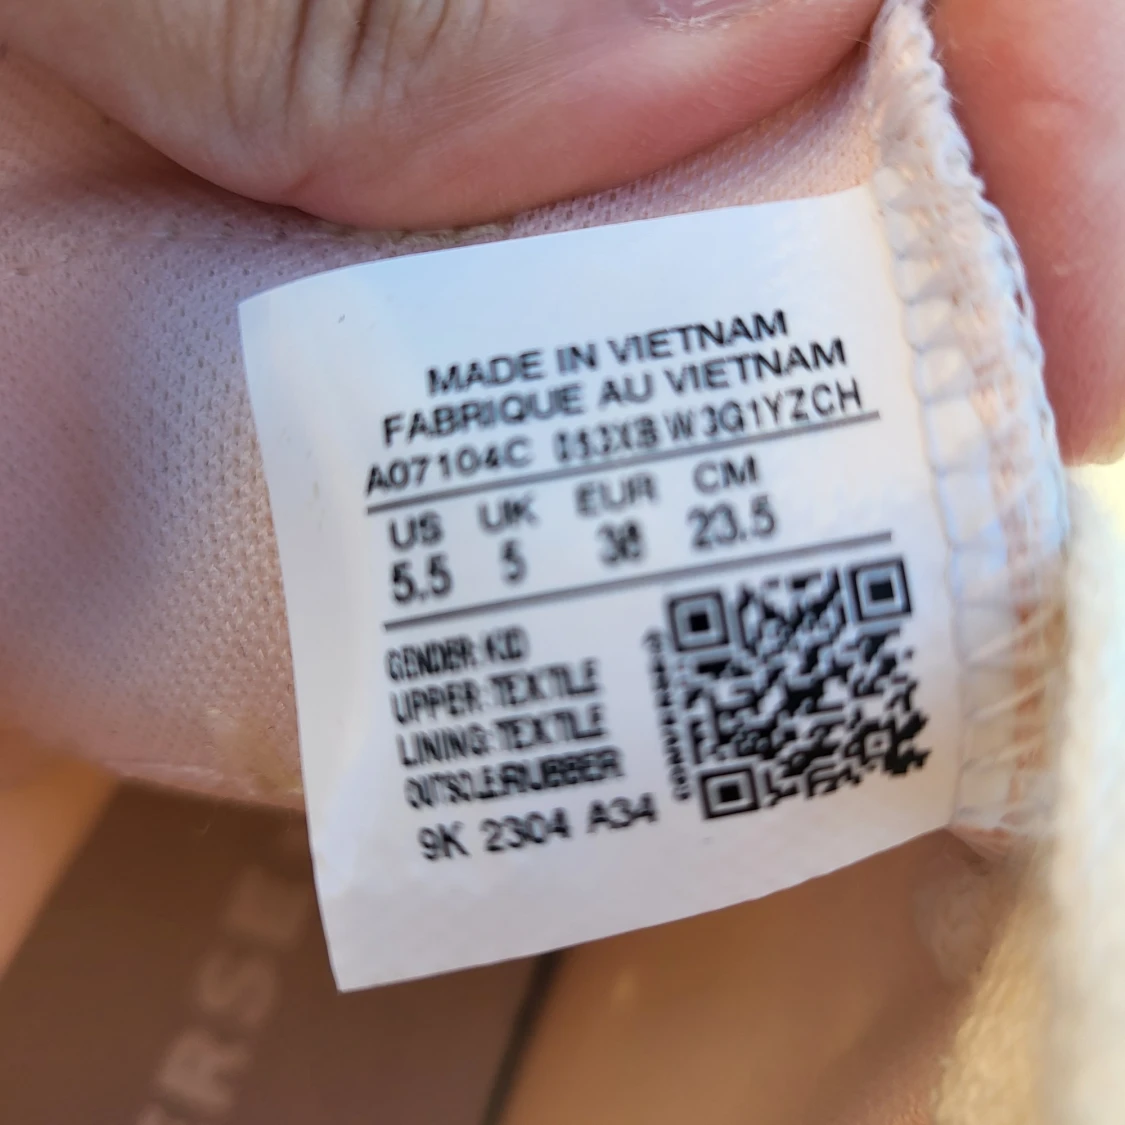 MADE IN VIETNAM
FABRIQUE AU VIETNAM
A07104C
US UK EUR CM
5.5 5 38 23.5
GENDER: KID
UPPER: TEXTILE
LINING: TEXTILE
OUTSOLE: RUBBER
9K 2304 A34
RSE